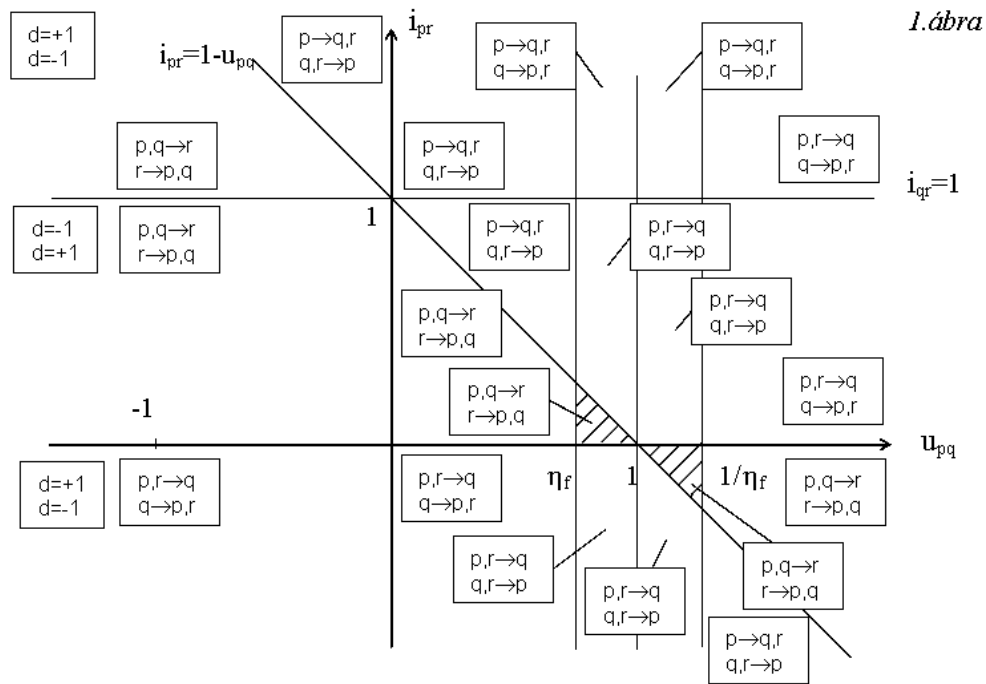 1.ábra
i_pr
d=+1
d=-1
i_pr=1-u_pq
p→q,r
q,r→p
p→q,r
q→p,r
p→q,r
q→p,r
p,q→r
r→p,q
p→q,r
q,r→p
p,r→q
q→p,r
i_qr=1
1
d=-1
d=+1
p,q→r
r→p,q
p→q,r
q,r→p
p,r→q
q,r→p
p,q→r
r→p,q
p,r→q
q,r→p
p,q→r
r→p,q
p,r→q
q→p,r
-1
u_pq
η_f
1
1/η_f
d=+1
d=-1
p,r→q
q→p,r
p,r→q
q→p,r
p,q→r
r→p,q
p,r→q
q,r→p
p,r→q
q,r→p
p,q→r
r→p,q
p→q,r
q,r→p